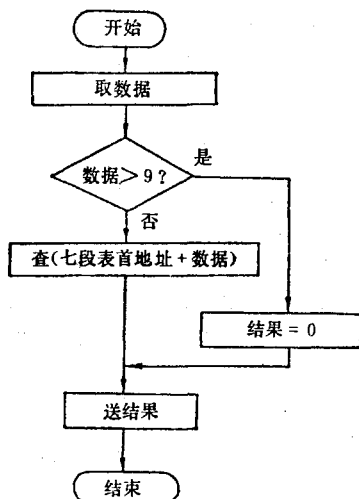 开始
取数据
数据＞9？
是
否
查(七段表首地址+数据)
结果=0
送结果
结束